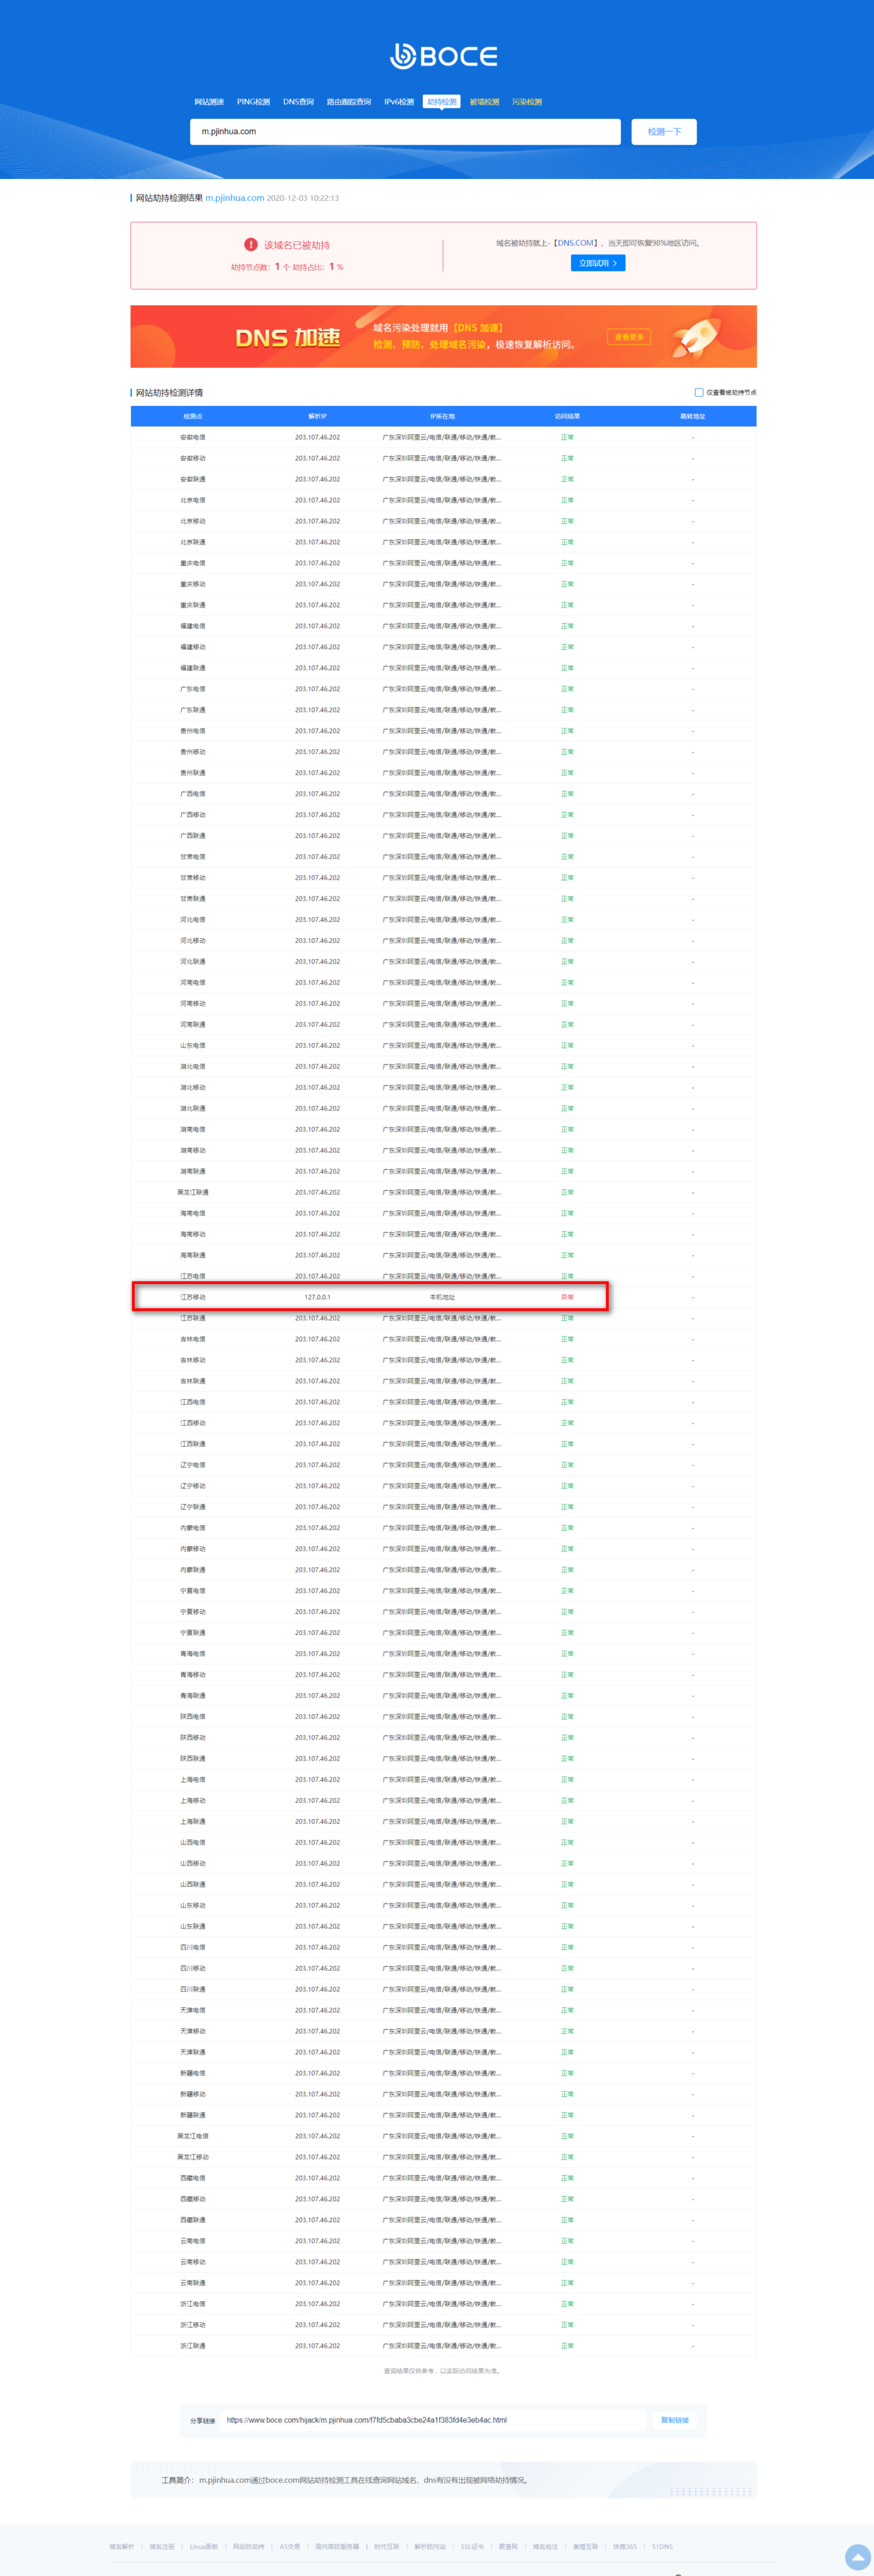 BOCE
网站测速 PING检测 DNS查询 路由跟踪查询 IPv6检测 劫持检测 被墙检测 污染检测
m.pjinhua.com 检测一下
网站劫持检测结果 m.pjinhua.com 2020-12-03 10:22:13
该域名已被劫持
劫持节点数：1 个 劫持占比：1 %
域名被劫持就上-【DNS.COM】，当天即可恢复98%地区访问。
立即试用 >
DNS 加速
域名污染处理就用【DNS 加速】
检测、预防、处理域名污染，极速恢复解析访问。
查看更多
网站劫持检测详情 仅查看被劫持节点
检测点 解析IP IP所在地 访问结果 跳转地址
安徽电信 203.107.46.202 广东深圳阿里云/电信/联通/移动/铁通/教... 正常 -
安徽移动 203.107.46.202 广东深圳阿里云/电信/联通/移动/铁通/教... 正常 -
安徽联通 203.107.46.202 广东深圳阿里云/电信/联通/移动/铁通/教... 正常 -
北京电信 203.107.46.202 广东深圳阿里云/电信/联通/移动/铁通/教... 正常 -
北京移动 203.107.46.202 广东深圳阿里云/电信/联通/移动/铁通/教... 正常 -
北京联通 203.107.46.202 广东深圳阿里云/电信/联通/移动/铁通/教... 正常 -
重庆电信 203.107.46.202 广东深圳阿里云/电信/联通/移动/铁通/教... 正常 -
重庆移动 203.107.46.202 广东深圳阿里云/电信/联通/移动/铁通/教... 正常 -
重庆联通 203.107.46.202 广东深圳阿里云/电信/联通/移动/铁通/教... 正常 -
福建电信 203.107.46.202 广东深圳阿里云/电信/联通/移动/铁通/教... 正常 -
福建移动 203.107.46.202 广东深圳阿里云/电信/联通/移动/铁通/教... 正常 -
福建联通 203.107.46.202 广东深圳阿里云/电信/联通/移动/铁通/教... 正常 -
广东电信 203.107.46.202 广东深圳阿里云/电信/联通/移动/铁通/教... 正常 -
广东联通 203.107.46.202 广东深圳阿里云/电信/联通/移动/铁通/教... 正常 -
贵州电信 203.107.46.202 广东深圳阿里云/电信/联通/移动/铁通/教... 正常 -
贵州移动 203.107.46.202 广东深圳阿里云/电信/联通/移动/铁通/教... 正常 -
贵州联通 203.107.46.202 广东深圳阿里云/电信/联通/移动/铁通/教... 正常 -
广西电信 203.107.46.202 广东深圳阿里云/电信/联通/移动/铁通/教... 正常 -
广西移动 203.107.46.202 广东深圳阿里云/电信/联通/移动/铁通/教... 正常 -
广西联通 203.107.46.202 广东深圳阿里云/电信/联通/移动/铁通/教... 正常 -
甘肃电信 203.107.46.202 广东深圳阿里云/电信/联通/移动/铁通/教... 正常 -
甘肃移动 203.107.46.202 广东深圳阿里云/电信/联通/移动/铁通/教... 正常 -
甘肃联通 203.107.46.202 广东深圳阿里云/电信/联通/移动/铁通/教... 正常 -
河北电信 203.107.46.202 广东深圳阿里云/电信/联通/移动/铁通/教... 正常 -
河北移动 203.107.46.202 广东深圳阿里云/电信/联通/移动/铁通/教... 正常 -
河北联通 203.107.46.202 广东深圳阿里云/电信/联通/移动/铁通/教... 正常 -
河南电信 203.107.46.202 广东深圳阿里云/电信/联通/移动/铁通/教... 正常 -
河南移动 203.107.46.202 广东深圳阿里云/电信/联通/移动/铁通/教... 正常 -
河南联通 203.107.46.202 广东深圳阿里云/电信/联通/移动/铁通/教... 正常 -
山东电信 203.107.46.202 广东深圳阿里云/电信/联通/移动/铁通/教... 正常 -
湖北电信 203.107.46.202 广东深圳阿里云/电信/联通/移动/铁通/教... 正常 -
湖北移动 203.107.46.202 广东深圳阿里云/电信/联通/移动/铁通/教... 正常 -
湖北联通 203.107.46.202 广东深圳阿里云/电信/联通/移动/铁通/教... 正常 -
湖南电信 203.107.46.202 广东深圳阿里云/电信/联通/移动/铁通/教... 正常 -
湖南移动 203.107.46.202 广东深圳阿里云/电信/联通/移动/铁通/教... 正常 -
湖南联通 203.107.46.202 广东深圳阿里云/电信/联通/移动/铁通/教... 正常 -
黑龙江联通 203.107.46.202 广东深圳阿里云/电信/联通/移动/铁通/教... 正常 -
海南电信 203.107.46.202 广东深圳阿里云/电信/联通/移动/铁通/教... 正常 -
海南移动 203.107.46.202 广东深圳阿里云/电信/联通/移动/铁通/教... 正常 -
海南联通 203.107.46.202 广东深圳阿里云/电信/联通/移动/铁通/教... 正常 -
江苏电信 203.107.46.202 广东深圳阿里云/电信/联通/移动/铁通/教... 正常 -
江苏移动 127.0.0.1 本机地址 异常 -
江苏联通 203.107.46.202 广东深圳阿里云/电信/联通/移动/铁通/教... 正常 -
吉林电信 203.107.46.202 广东深圳阿里云/电信/联通/移动/铁通/教... 正常 -
吉林移动 203.107.46.202 广东深圳阿里云/电信/联通/移动/铁通/教... 正常 -
吉林联通 203.107.46.202 广东深圳阿里云/电信/联通/移动/铁通/教... 正常 -
江西电信 203.107.46.202 广东深圳阿里云/电信/联通/移动/铁通/教... 正常 -
江西移动 203.107.46.202 广东深圳阿里云/电信/联通/移动/铁通/教... 正常 -
江西联通 203.107.46.202 广东深圳阿里云/电信/联通/移动/铁通/教... 正常 -
辽宁电信 203.107.46.202 广东深圳阿里云/电信/联通/移动/铁通/教... 正常 -
辽宁移动 203.107.46.202 广东深圳阿里云/电信/联通/移动/铁通/教... 正常 -
辽宁联通 203.107.46.202 广东深圳阿里云/电信/联通/移动/铁通/教... 正常 -
内蒙电信 203.107.46.202 广东深圳阿里云/电信/联通/移动/铁通/教... 正常 -
内蒙移动 203.107.46.202 广东深圳阿里云/电信/联通/移动/铁通/教... 正常 -
内蒙联通 203.107.46.202 广东深圳阿里云/电信/联通/移动/铁通/教... 正常 -
宁夏电信 203.107.46.202 广东深圳阿里云/电信/联通/移动/铁通/教... 正常 -
宁夏移动 203.107.46.202 广东深圳阿里云/电信/联通/移动/铁通/教... 正常 -
宁夏联通 203.107.46.202 广东深圳阿里云/电信/联通/移动/铁通/教... 正常 -
青海电信 203.107.46.202 广东深圳阿里云/电信/联通/移动/铁通/教... 正常 -
青海移动 203.107.46.202 广东深圳阿里云/电信/联通/移动/铁通/教... 正常 -
青海联通 203.107.46.202 广东深圳阿里云/电信/联通/移动/铁通/教... 正常 -
陕西电信 203.107.46.202 广东深圳阿里云/电信/联通/移动/铁通/教... 正常 -
陕西移动 203.107.46.202 广东深圳阿里云/电信/联通/移动/铁通/教... 正常 -
陕西联通 203.107.46.202 广东深圳阿里云/电信/联通/移动/铁通/教... 正常 -
上海电信 203.107.46.202 广东深圳阿里云/电信/联通/移动/铁通/教... 正常 -
上海移动 203.107.46.202 广东深圳阿里云/电信/联通/移动/铁通/教... 正常 -
上海联通 203.107.46.202 广东深圳阿里云/电信/联通/移动/铁通/教... 正常 -
山西电信 203.107.46.202 广东深圳阿里云/电信/联通/移动/铁通/教... 正常 -
山西移动 203.107.46.202 广东深圳阿里云/电信/联通/移动/铁通/教... 正常 -
山西联通 203.107.46.202 广东深圳阿里云/电信/联通/移动/铁通/教... 正常 -
山东移动 203.107.46.202 广东深圳阿里云/电信/联通/移动/铁通/教... 正常 -
山东联通 203.107.46.202 广东深圳阿里云/电信/联通/移动/铁通/教... 正常 -
四川电信 203.107.46.202 广东深圳阿里云/电信/联通/移动/铁通/教... 正常 -
四川移动 203.107.46.202 广东深圳阿里云/电信/联通/移动/铁通/教... 正常 -
四川联通 203.107.46.202 广东深圳阿里云/电信/联通/移动/铁通/教... 正常 -
天津电信 203.107.46.202 广东深圳阿里云/电信/联通/移动/铁通/教... 正常 -
天津移动 203.107.46.202 广东深圳阿里云/电信/联通/移动/铁通/教... 正常 -
天津联通 203.107.46.202 广东深圳阿里云/电信/联通/移动/铁通/教... 正常 -
新疆电信 203.107.46.202 广东深圳阿里云/电信/联通/移动/铁通/教... 正常 -
新疆移动 203.107.46.202 广东深圳阿里云/电信/联通/移动/铁通/教... 正常 -
新疆联通 203.107.46.202 广东深圳阿里云/电信/联通/移动/铁通/教... 正常 -
黑龙江电信 203.107.46.202 广东深圳阿里云/电信/联通/移动/铁通/教... 正常 -
黑龙江移动 203.107.46.202 广东深圳阿里云/电信/联通/移动/铁通/教... 正常 -
西藏电信 203.107.46.202 广东深圳阿里云/电信/联通/移动/铁通/教... 正常 -
西藏移动 203.107.46.202 广东深圳阿里云/电信/联通/移动/铁通/教... 正常 -
西藏联通 203.107.46.202 广东深圳阿里云/电信/联通/移动/铁通/教... 正常 -
云南电信 203.107.46.202 广东深圳阿里云/电信/联通/移动/铁通/教... 正常 -
云南移动 203.107.46.202 广东深圳阿里云/电信/联通/移动/铁通/教... 正常 -
云南联通 203.107.46.202 广东深圳阿里云/电信/联通/移动/铁通/教... 正常 -
浙江电信 203.107.46.202 广东深圳阿里云/电信/联通/移动/铁通/教... 正常 -
浙江移动 203.107.46.202 广东深圳阿里云/电信/联通/移动/铁通/教... 正常 -
浙江联通 203.107.46.202 广东深圳阿里云/电信/联通/移动/铁通/教... 正常 -
查询结果仅供参考，以实际访问结果为准。
分享链接 https://www.boce.com/hijack/m.pjinhua.com/f7fd5cbaba3cbe24a1f383fd4e3eb4ac.html 复制链接
工具简介： m.pjinhua.com通过boce.com网站劫持检测工具在线查询网站域名，dns有没有出现被网络劫持情况。
域名解析 | 域名注册 | Linux面板 | 网站防劫持 | A5交易 | 国内高防服务器 | 时代互联 | 解析防污染 | SSL证书 | 聚查网 | 域名抢注 | 美橙互联 | 快推365 | 51DNS